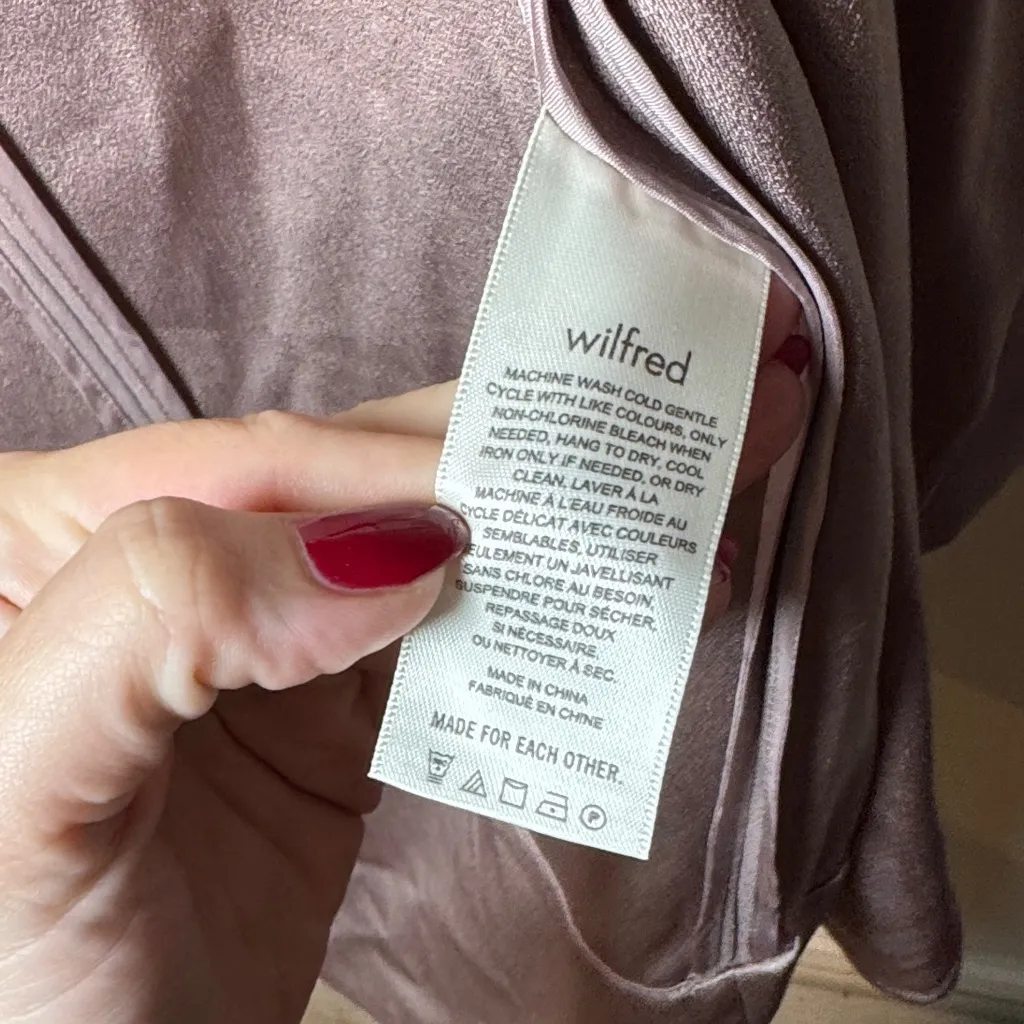 wilfred
MACHINE WASH COLD GENTLE
CYCLE WITH LIKE COLOURS, ONLY
NON-CHLORINE BLEACH WHEN
NEEDED, HANG TO DRY, COOL
IRON ONLY IF NEEDED, OR DRY
CLEAN. LAVER À LA
MACHINE À L'EAU FROIDE AU
CYCLE DÉLICAT AVEC COULEURS
SEMBLABLES, UTILISER
EULEMENT UN JAVELLISANT
SANS CHLORE AU BESOIN,
SUSPENDRE POUR SÉCHER,
REPASSAGE DOUX
SI NÉCESSAIRE,
OU NETTOYER À SEC.
MADE IN CHINA
FABRIQUÉ EN CHINE
MADE FOR EACH OTHER.
P